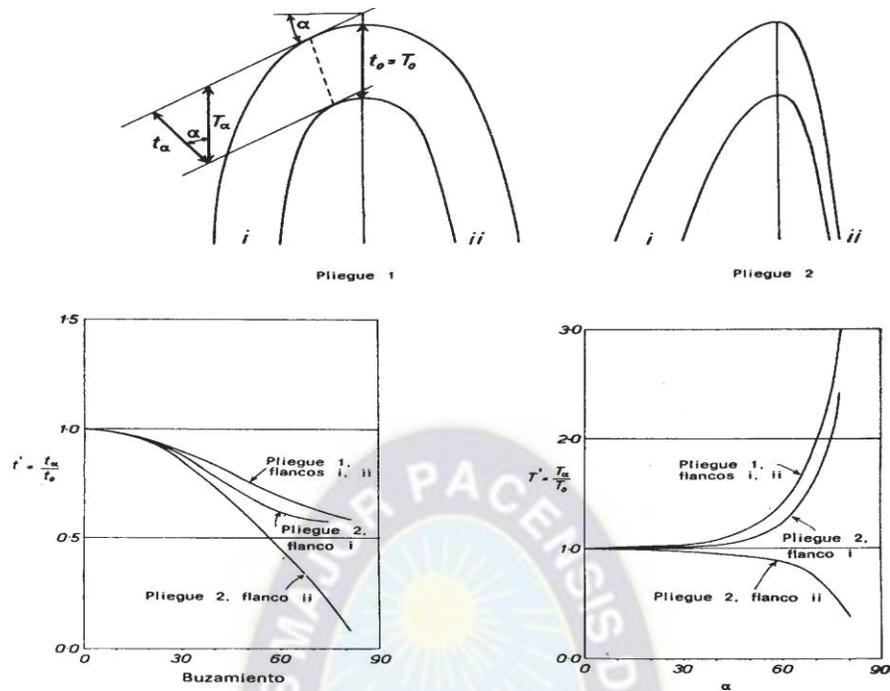 α
t₀ = T₀
Tα
α
tα
i
ii
i
ii
Pliegue 1
Pliegue 2
1·5
1·0
0·5
0·0
t' = tα/t₀
Pliegue 1,
flancos i, ii
Pliegue 2,
flanco i
Pliegue 2, flanco ii
0
30
60
90
Buzamiento
3·0
2·0
1·0
0·0
T' = Tα/T₀
Pliegue 1,
flancos i, ii
Pliegue 2,
flanco i
Pliegue 2, flanco ii
0
30
60
90
α
S MAJOR PACENSIS D